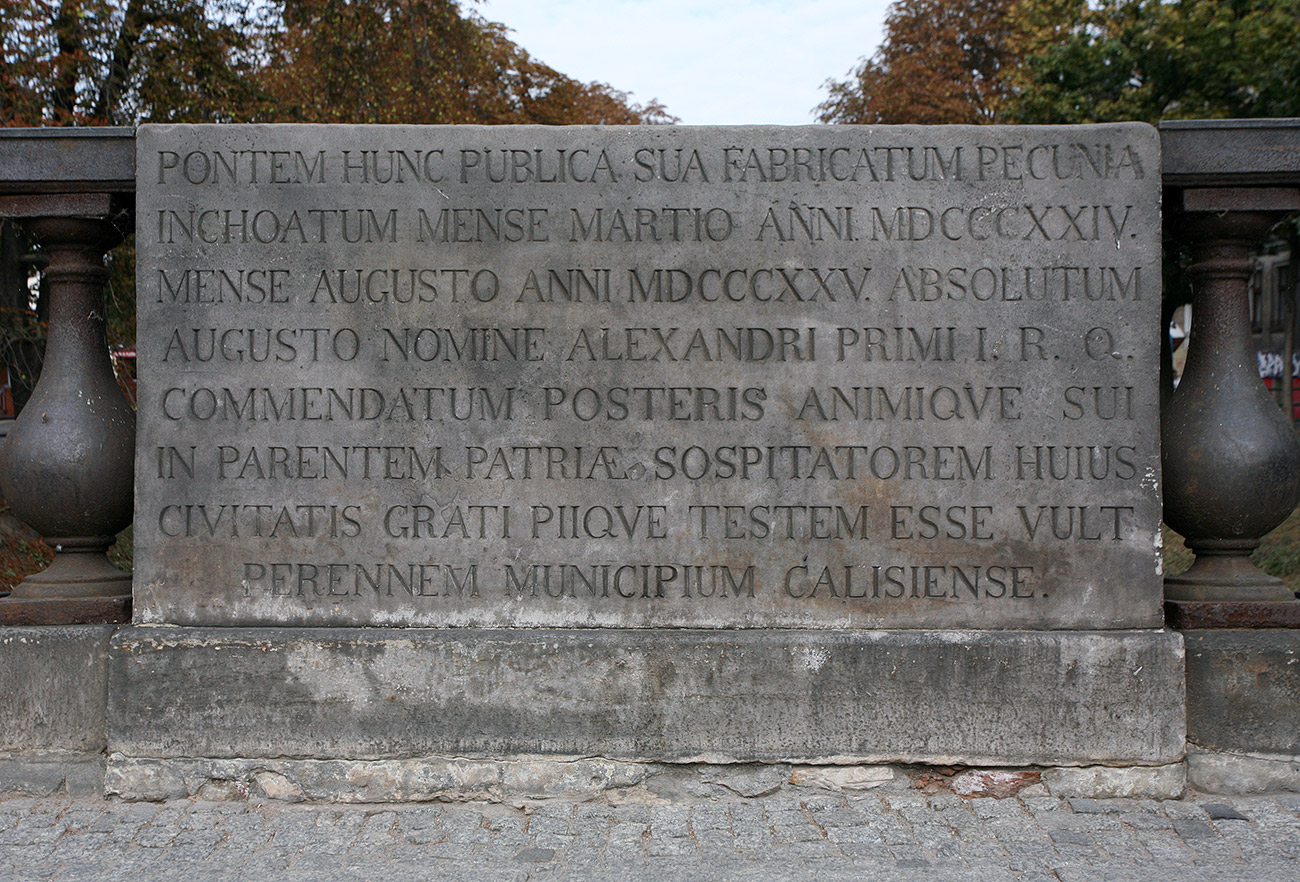 PONTEM HUNC PUBLICA SUA FABRICATUM PECUNIA
INCHOATUM MENSE MARTIO ANNI. MDCCCXXIV.
MENSE AUGUSTO ANNI MDCCCXXV. ABSOLUTUM
AUGUSTO NOMINE ALEXANDRI PRIMI I. R. Q.
COMMENDATUM POSTERIS ANIMIQVE SUI
IN PARENTEM PATRIÆ SOSPITATOREM HUIUS
CIVITATIS GRATI PIIQVE TESTEM ESSE VULT
PERENNEM MUNICIPIUM CALISIENSE.